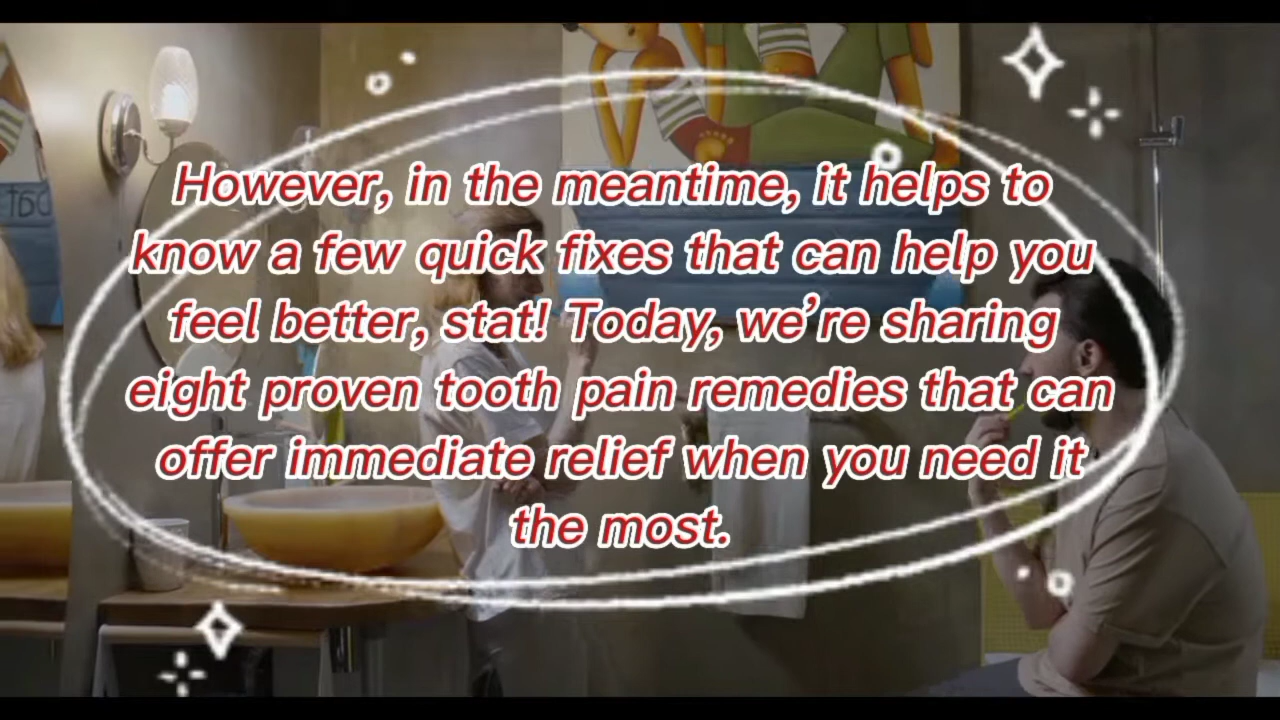 However, in the meantime, it helps to
know a few quick fixes that can help you
feel better, stat! Today, we’re sharing
eight proven tooth pain remedies that can
offer immediate relief when you need it
the most.